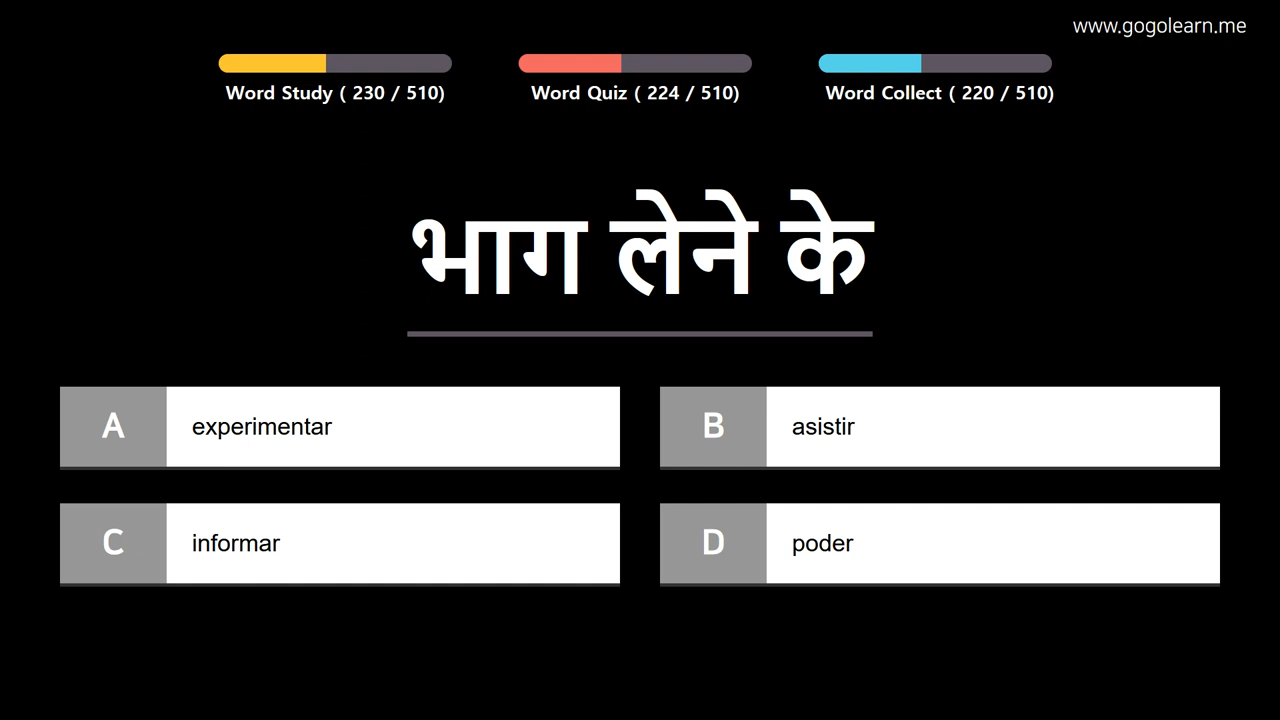 www.gogolearn.me
Word Study ( 230 / 510)
Word Quiz ( 224 / 510)
Word Collect ( 220 / 510)
भाग लेने के
A experimentar
B asistir
C informar
D poder